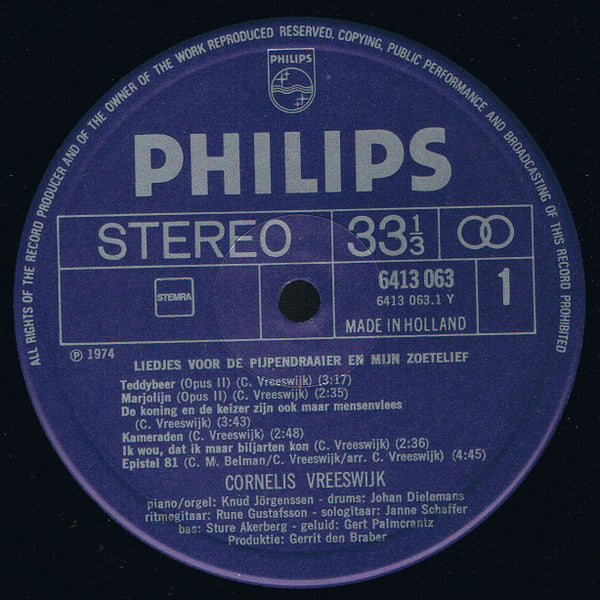 ALL RIGHTS OF THE RECORD PRODUCER AND OF THE OWNER OF THE WORK REPRODUCED RESERVED. COPYING, PUBLIC PERFORMANCE AND BROADCASTING OF THIS RECORD PROHIBITED
PHILIPS
PHILIPS
STEREO 33 1/3
STEMRA
6413 063
6413 063.1 Y
1
MADE IN HOLLAND
℗ 1974
LIEDJES VOOR DE PIJPENDRAAIER EN MIJN ZOETELIEF
Teddybeer (Opus II) (C. Vreeswijk) (3:17)
Marjolijn (Opus II) (C. Vreeswijk) (2:35)
De koning en de keizer zijn ook maar mensenvlees
(C. Vreeswijk) (3:43)
Kameraden (C. Vreeswijk) (2:48)
Ik wou, dat ik maar biljarten kon (C. Vreeswijk) (2:36)
Epistel 81 (C. M. Belman/C. Vreeswijk/arr. C. Vreeswijk) (4:45)
CORNELIS VREESWIJK
piano/orgel: Knud Jörgenssen - drums: Johan Dielemans
ritmegitaar: Rune Gustafsson - sologitaar: Janne Schaffer
bas: Sture Akerberg - geluid: Gert Palmcrantz
Produktie: Gerrit den Braber